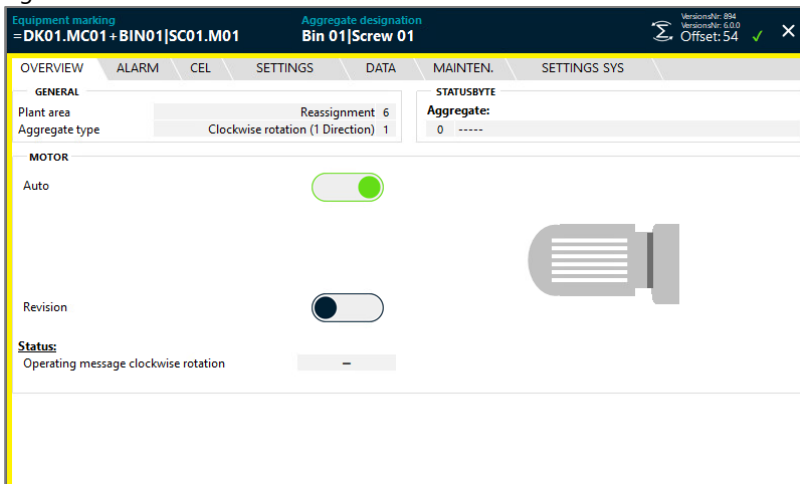 Equipment marking
=DK01.MC01+BIN01|SC01.M01
Aggregate designation
Bin 01|Screw 01
VersionsNr: 894
VersionsNr: 6.0.0
Offset: 54
OVERVIEW ALARM CEL SETTINGS DATA MAINTEN. SETTINGS SYS
GENERAL
Plant area Reassignment 6
Aggregate type Clockwise rotation (1 Direction) 1
STATUSBYTE
Aggregate:
0 -----
MOTOR
Auto
Revision
Status:
Operating message clockwise rotation –